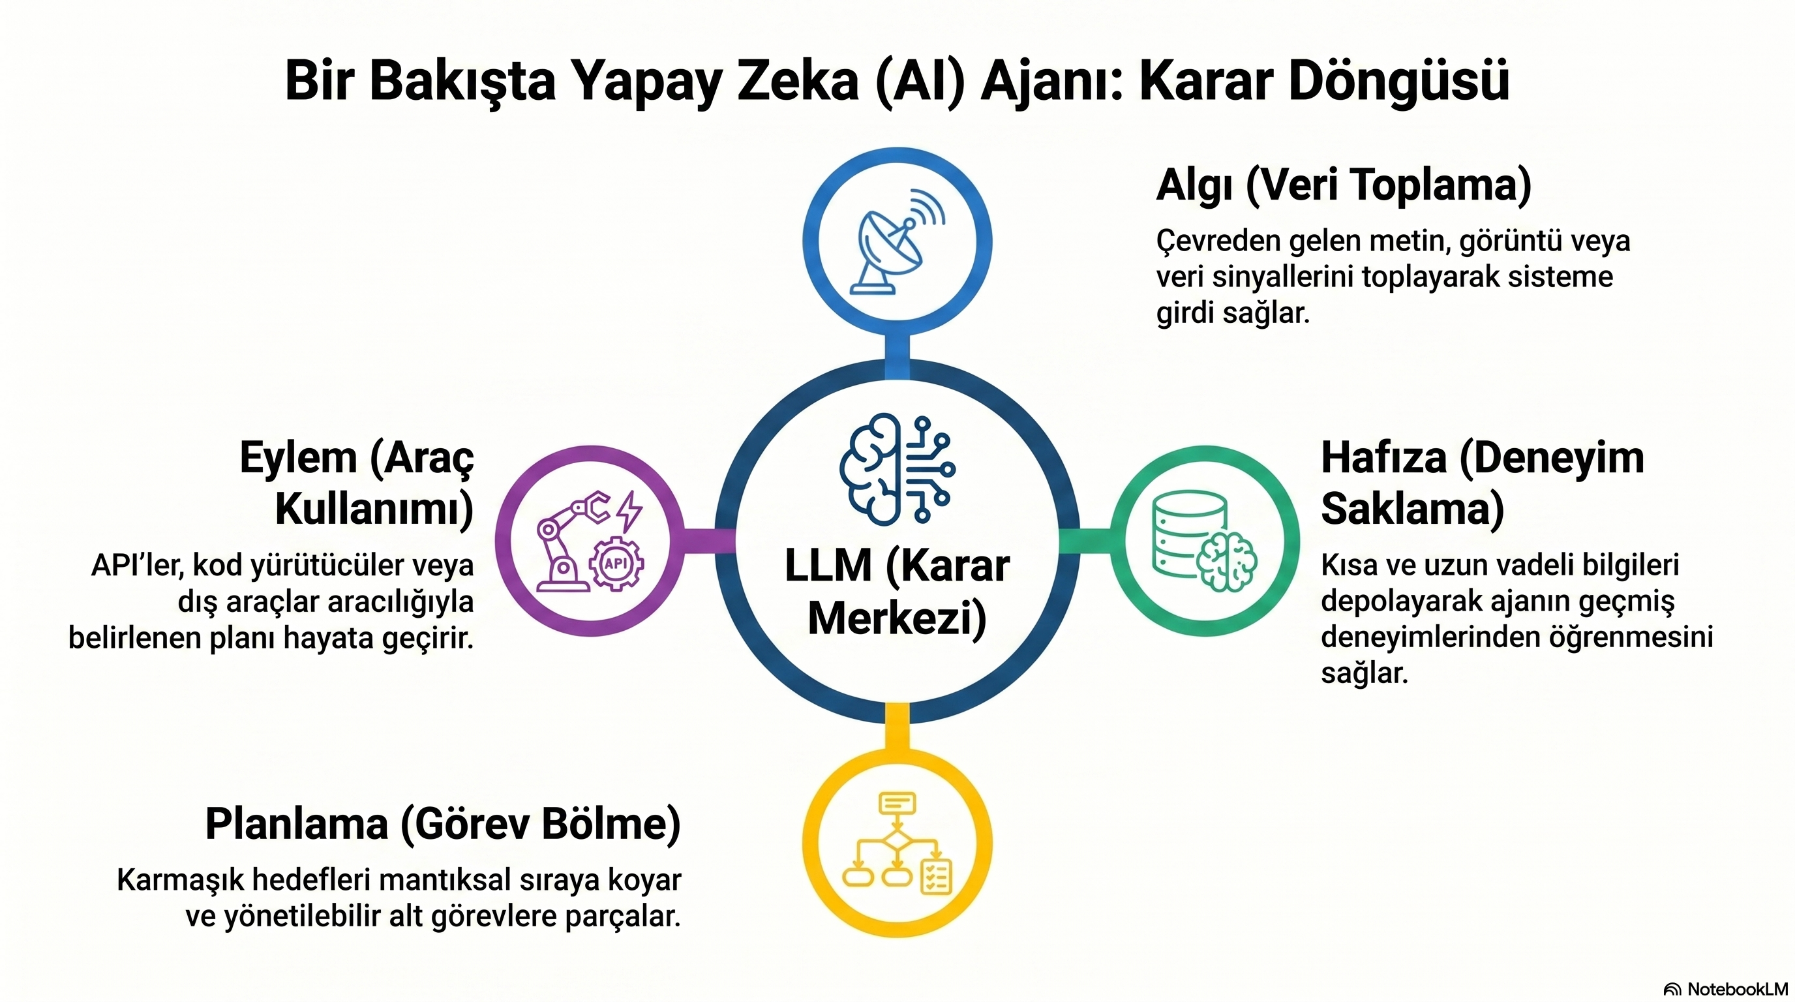 Bir Bakışta Yapay Zeka (AI) Ajanı: Karar Döngüsü
Algı (Veri Toplama)
Çevreden gelen metin, görüntü veya
veri sinyallerini toplayarak sisteme
girdi sağlar.
Eylem (Araç
Kullanımı)
API'ler, kod yürütücüler veya
dış araçlar aracılığıyla
belirlenen planı hayata geçirir.
API
LLM (Karar
Merkezi)
Hafıza (Deneyim
Saklama)
Kısa ve uzun vadeli bilgileri
depolayarak ajanın geçmiş
deneyimlerinden öğrenmesini
sağlar.
Planlama (Görev Bölme)
Karmaşık hedefleri mantıksal sıraya koyar
ve yönetilebilir alt görevlere parçalar.
NotebookLM